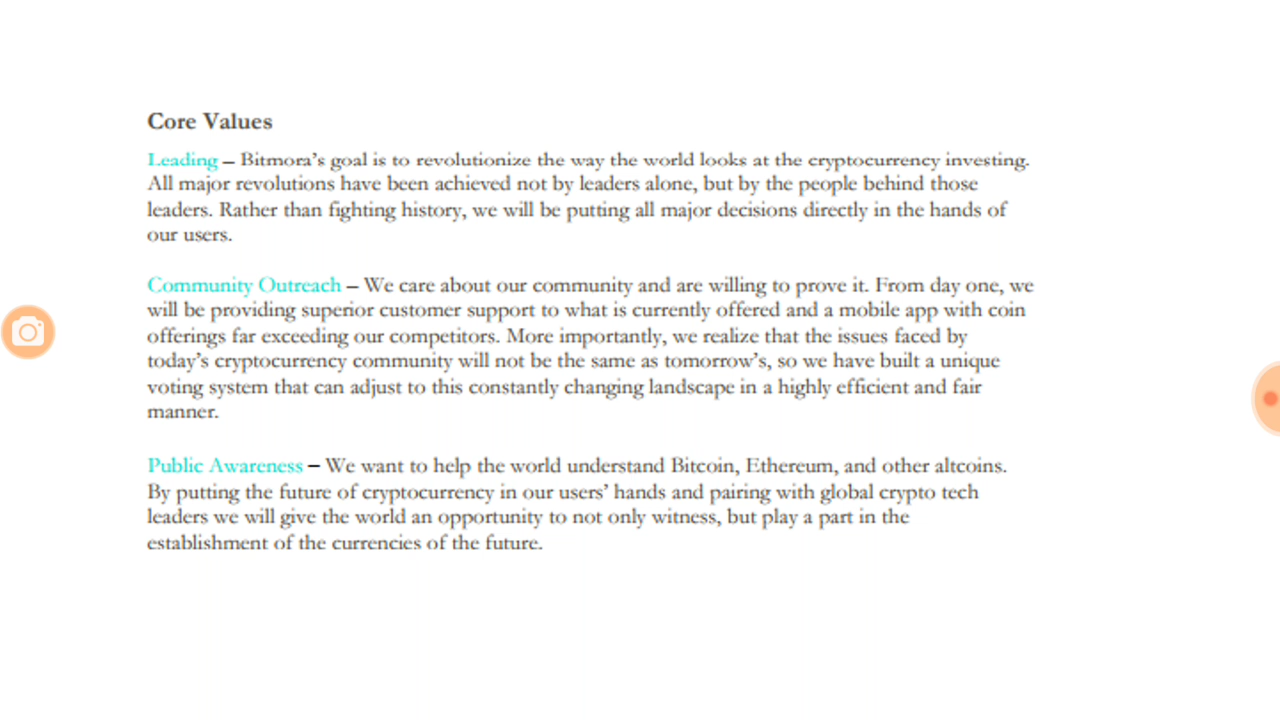 Core Values
Leading – Bitmora's goal is to revolutionize the way the world looks at the cryptocurrency investing.
All major revolutions have been achieved not by leaders alone, but by the people behind those
leaders. Rather than fighting history, we will be putting all major decisions directly in the hands of
our users.
Community Outreach – We care about our community and are willing to prove it. From day one, we
will be providing superior customer support to what is currently offered and a mobile app with coin
offerings far exceeding our competitors. More importantly, we realize that the issues faced by
today's cryptocurrency community will not be the same as tomorrow's, so we have built a unique
voting system that can adjust to this constantly changing landscape in a highly efficient and fair
manner.
Public Awareness – We want to help the world understand Bitcoin, Ethereum, and other altcoins.
By putting the future of cryptocurrency in our users' hands and pairing with global crypto tech
leaders we will give the world an opportunity to not only witness, but play a part in the
establishment of the currencies of the future.